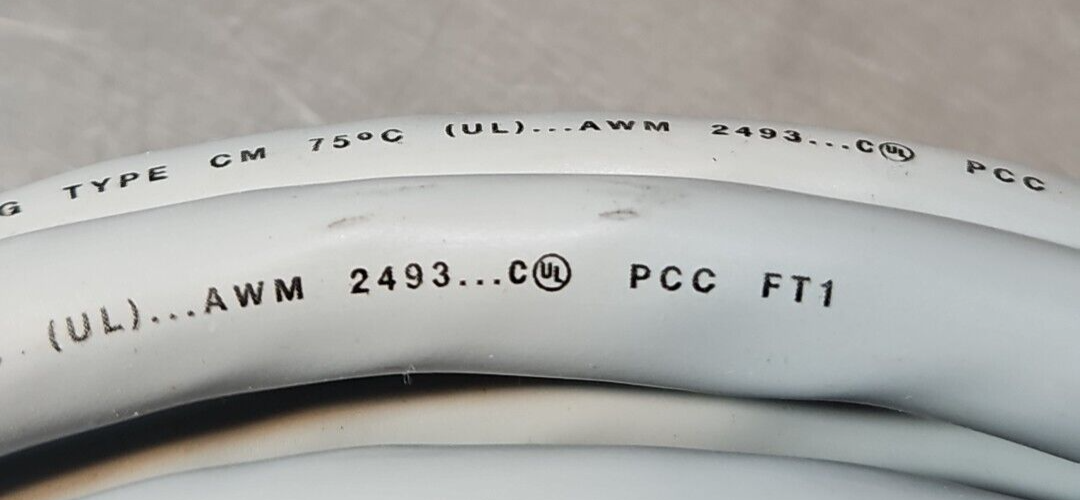 G TYPE CM 75°C (UL)...AWM 2493...C UL PCC
(UL)...AWM 2493...C UL PCC FT1